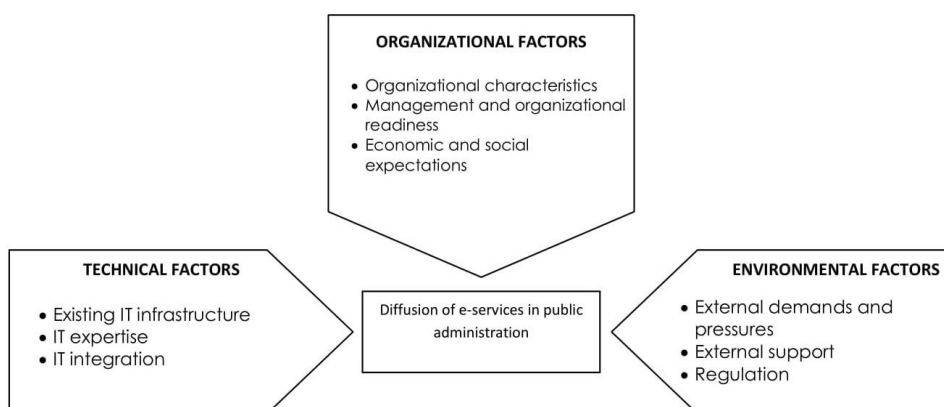 ORGANIZATIONAL FACTORS
• Organizational characteristics
• Management and organizational
readiness
• Economic and social
expectations
TECHNICAL FACTORS
• Existing IT infrastructure
• IT expertise
• IT integration
Diffusion of e-services in public
administration
ENVIRONMENTAL FACTORS
• External demands and
pressures
• External support
• Regulation